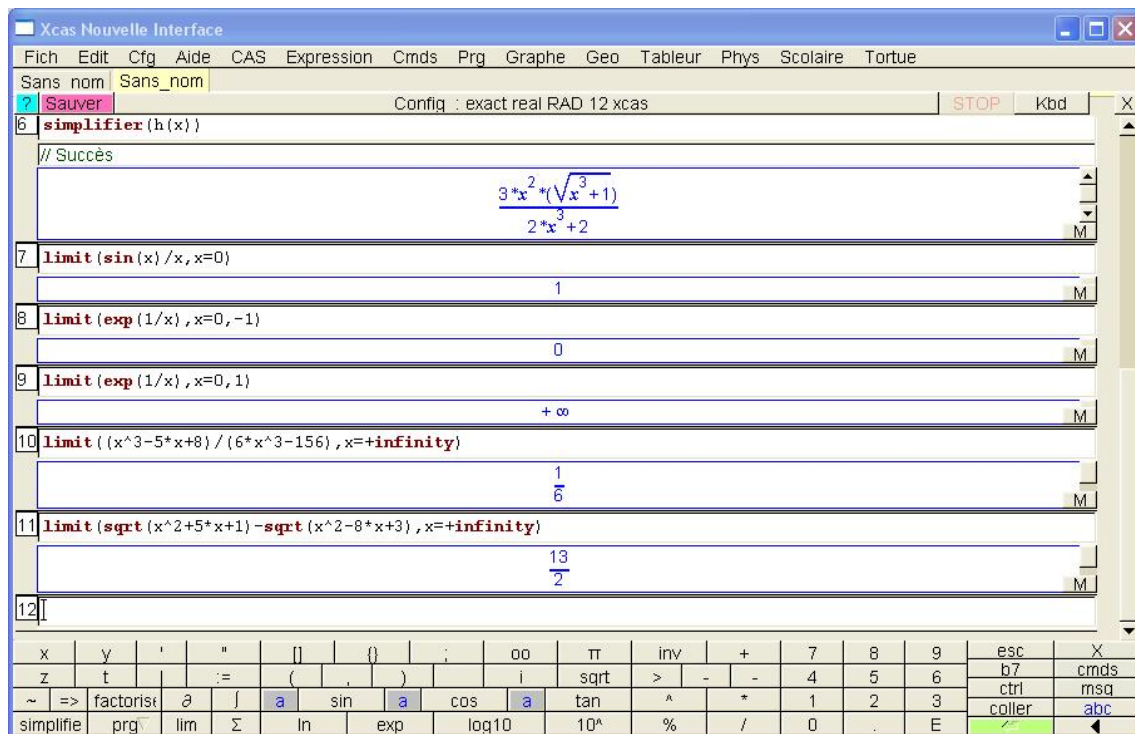 Xcas Nouvelle Interface
Fich Edit Cfg Aide CAS Expression Cmds Prg Graphe Geo Tableur Phys Scolaire Tortue
Sans nom Sans_nom
? Sauver Config : exact real RAD 12 xcas STOP Kbd X
6 simplifier(h(x))
// Succès
3*x^2*(√x^3+1)
2*x^3+2
M
7 limit(sin(x)/x,x=0)
1
M
8 limit(exp(1/x),x=0,-1)
0
M
9 limit(exp(1/x),x=0,1)
+∞
M
10 limit((x^3-5*x+8)/(6*x^3-156),x=+infinity)
1
6
M
11 limit(sqrt(x^2+5*x+1)-sqrt(x^2-8*x+3),x=+infinity)
13
2
M
12
x y ' " [] {} ; oo π inv + 7 8 9 esc X
z t | := ( , ) i sqrt > - - 4 5 6 b7 cmds
~ => factorise ∂ ∫ a sin a cos a tan ^ * 1 2 3 ctrl msg
simplifie prg lim Σ ln exp log10 10^ % / 0 . E coller abc